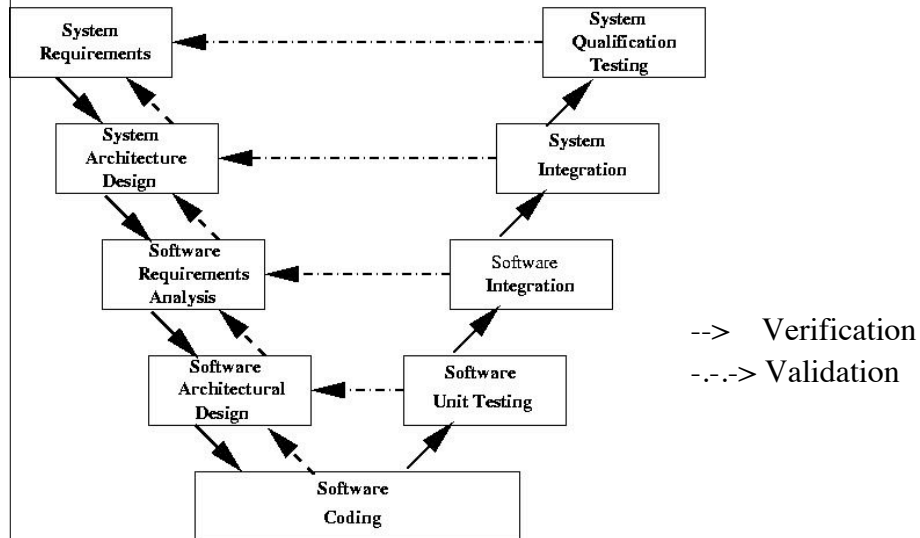 System
Requirements
System
Qualification
Testing
System
Architecture
Design
System
Integration
Software
Requirements
Analysis
Software
Integration
--> Verification
-.-.-> Validation
Software
Architectural
Design
Software
Unit Testing
Software
Coding